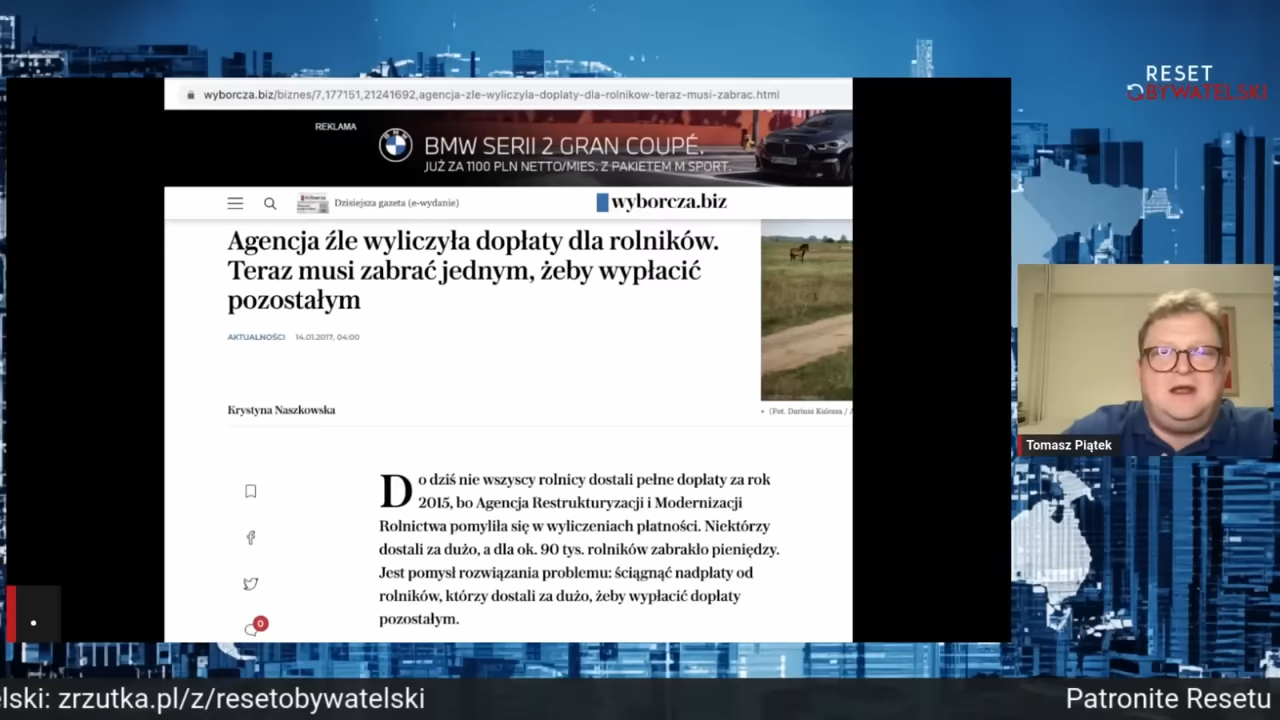 RESET
OBYWATELSKI
wyborcza.biz/biznes/7,177151,21241692,agencja-zle-wyliczyla-doplaty-dla-rolnikow-teraz-musi-zabrac.html
REKLAMA
BMW SERII 2 GRAN COUPÉ.
JUŻ ZA 1100 PLN NETTO/MIES. Z PAKIETEM M SPORT.
Dzisiejsza gazeta (e-wydanie)
wyborcza.biz
Agencja źle wyliczyła dopłaty dla rolników.
Teraz musi zabrać jednym, żeby wypłacić
pozostałym
AKTUALNOŚCI 14.01.2017, 04:00
Krystyna Naszkowska
(Fot. Dariusz
Do dziś nie wszyscy rolnicy dostali pełne dopłaty za rok
2015, bo Agencja Restrukturyzacji i Modernizacji
Rolnictwa pomyliła się w wyliczeniach płatności. Niektórzy
dostali za dużo, a dla ok. 90 tys. rolników zabrakło pieniędzy.
Jest pomysł rozwiązania problemu: ściągnąć nadpłaty od
rolników, którzy dostali za dużo, żeby wypłacić dopłaty
pozostałym.
0
Tomasz Piątek
elski: zrzutka.pl/z/resetobywatelski
Patronite Resetu